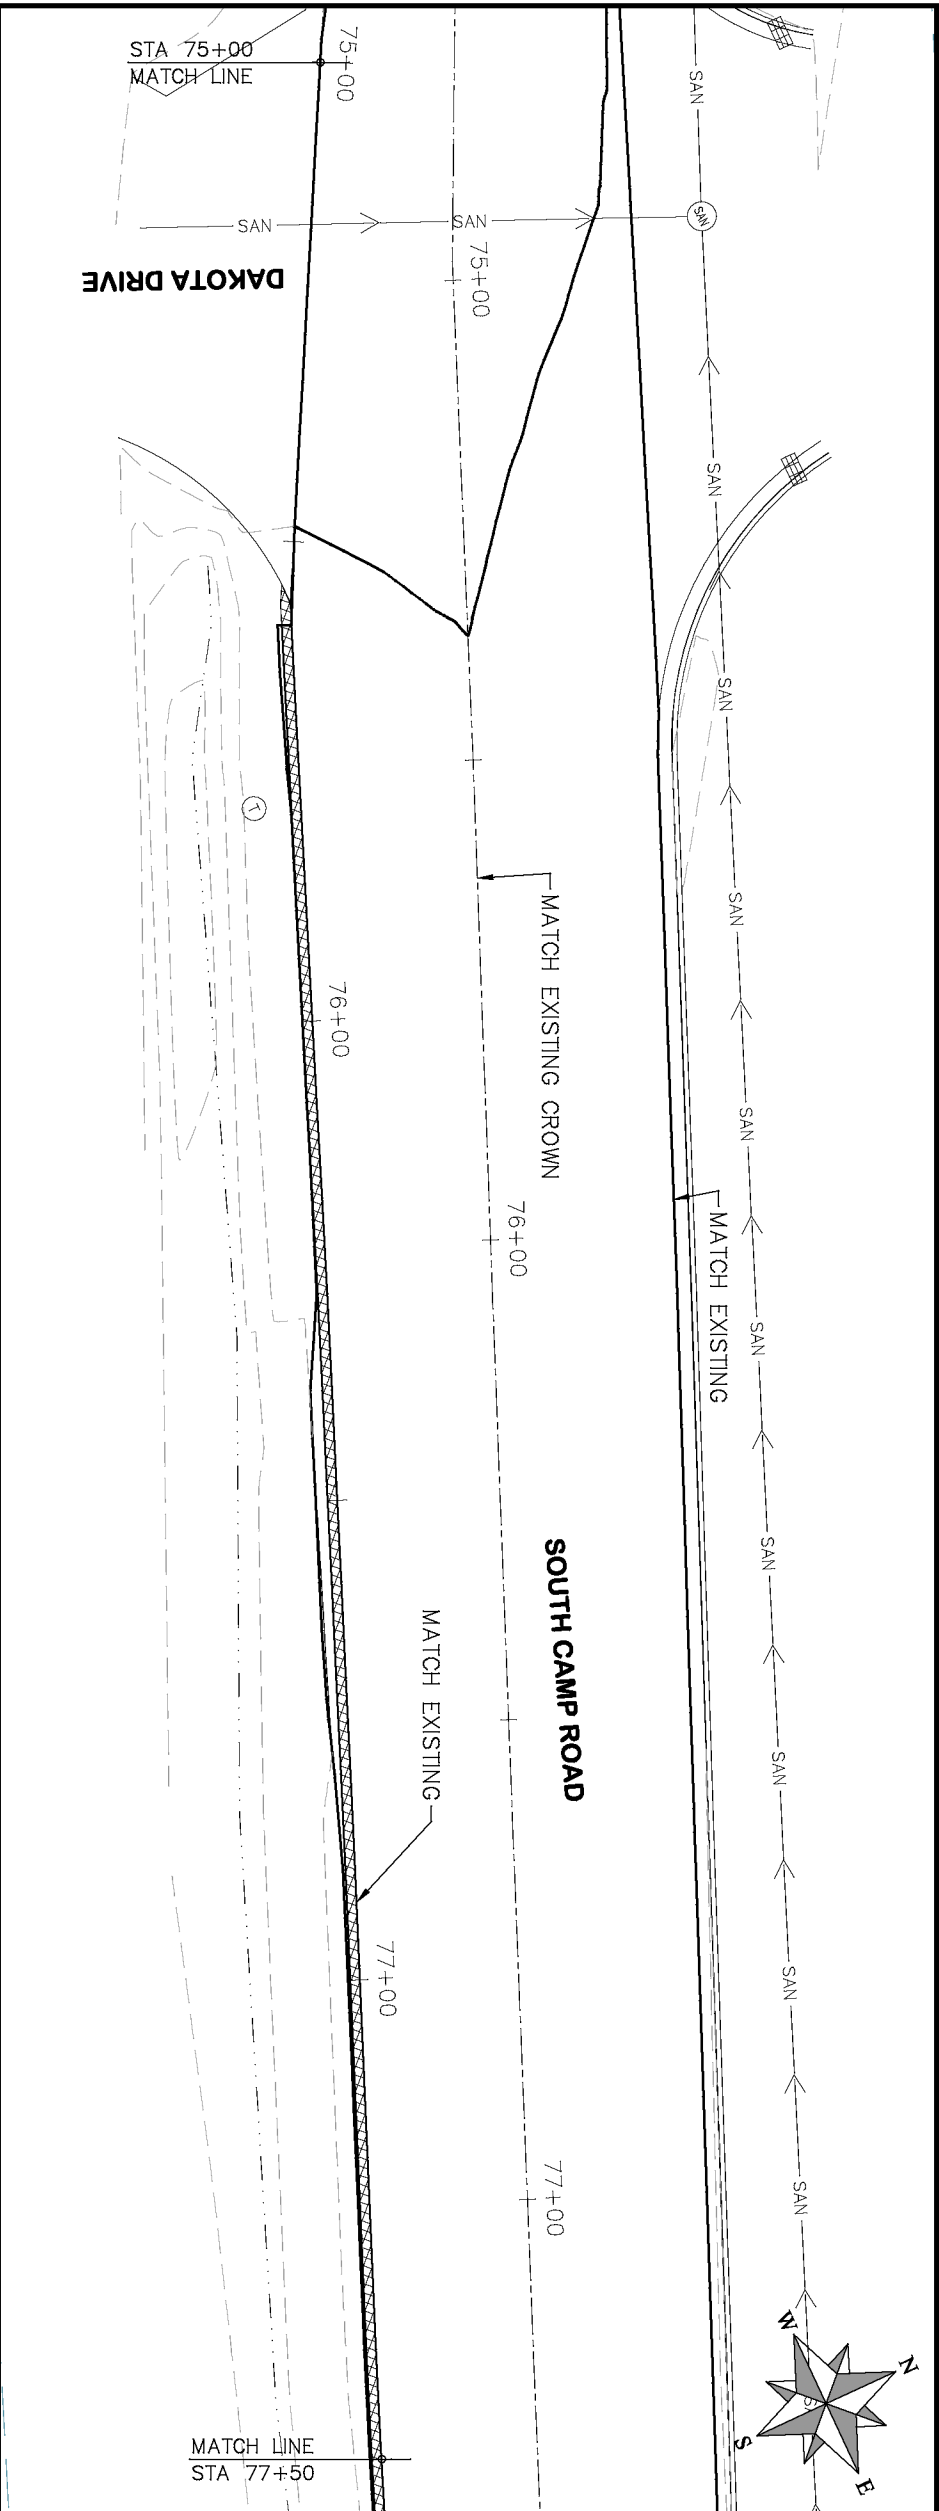 STA 75+00
MATCH LINE
75+00
SAN
SAN
SAN
SAN
75+00
DAKOTA DRIVE
SAN
SAN
T
SAN
MATCH EXISTING CROWN
76+00
SAN
76+00
MATCH EXISTING
SAN
SAN
SOUTH CAMP ROAD
MATCH EXISTING
SAN
77+00
SAN
77+00
SAN
W
N
S
E
MATCH LINE
STA 77+50